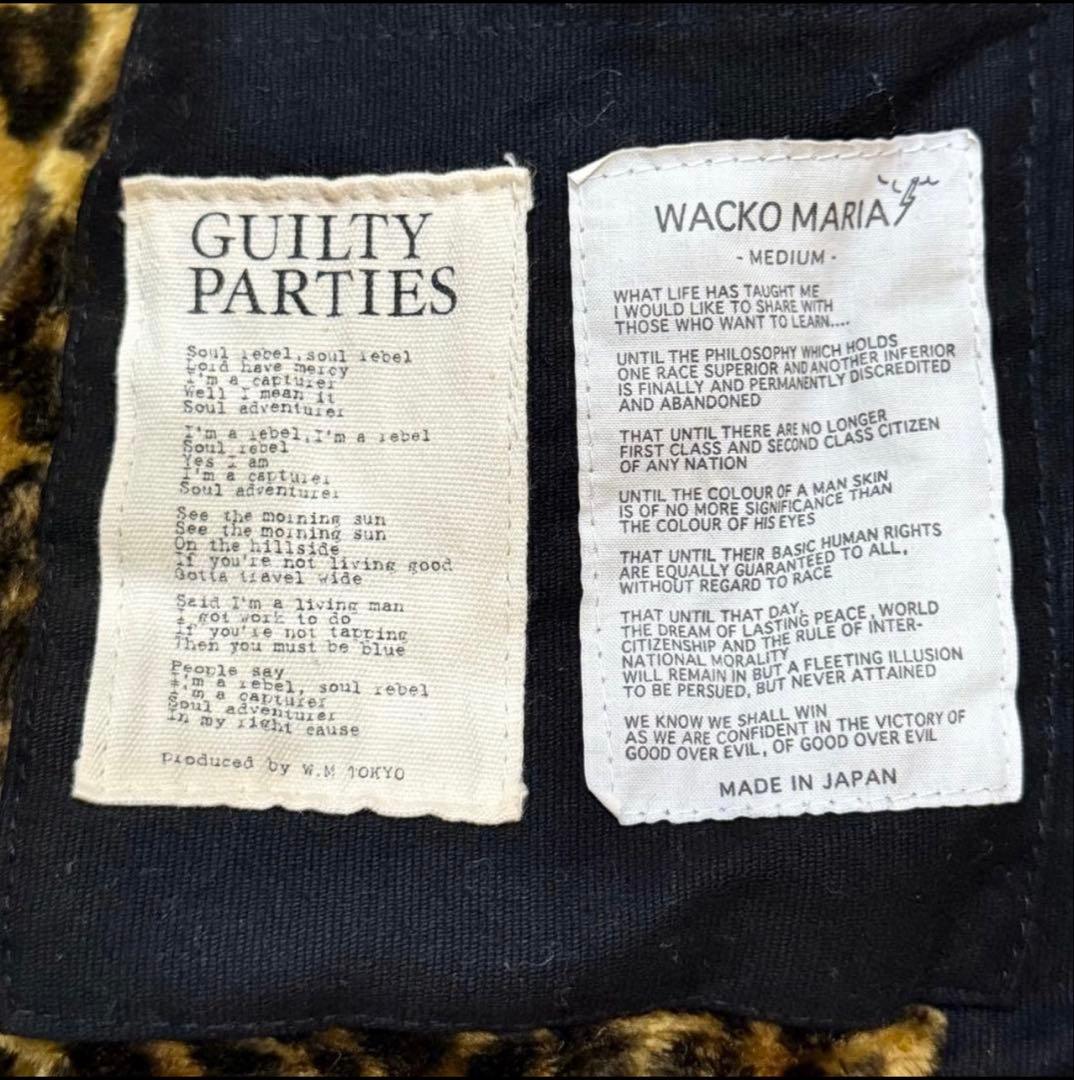 GUILTY
PARTIES
Soul rebel, soul rebel
Lord have mercy
I'm a capturer
Well I mean it
Soul adventurer
I'm a rebel, I'm a rebel
Soul rebel
Yes I am
I'm a capturer
Soul adventurer
See the morning sun
See the morning sun
On the hillside
If you're not living good
Gotta travel wide
Said I'm a living man
I got work to do
If you're not tapping
Then you must be blue
People say
I'm a rebel, soul rebel
I'm a capturer
Soul adventurer
In my right cause
Produced by W.M TOKYO
WACKO MARIA
- MEDIUM -
WHAT LIFE HAS TAUGHT ME
I WOULD LIKE TO SHARE WITH
THOSE WHO WANT TO LEARN....
UNTIL THE PHILOSOPHY WHICH HOLDS
ONE RACE SUPERIOR AND ANOTHER INFERIOR
IS FINALLY AND PERMANENTLY DISCREDITED
AND ABANDONED
THAT UNTIL THERE ARE NO LONGER
FIRST CLASS AND SECOND CLASS CITIZEN
OF ANY NATION
UNTIL THE COLOUR OF A MAN SKIN
IS OF NO MORE SIGNIFICANCE THAN
THE COLOUR OF HIS EYES
THAT UNTIL THEIR BASIC HUMAN RIGHTS
ARE EQUALLY GUARANTEED TO ALL,
WITHOUT REGARD TO RACE
THAT UNTIL THAT DAY,
THE DREAM OF LASTING PEACE, WORLD
CITIZENSHIP AND THE RULE OF INTER-
NATIONAL MORALITY
WILL REMAIN IN BUT A FLEETING ILLUSION
TO BE PERSUED, BUT NEVER ATTAINED
WE KNOW WE SHALL WIN
AS WE ARE CONFIDENT IN THE VICTORY OF
GOOD OVER EVIL, OF GOOD OVER EVIL
MADE IN JAPAN